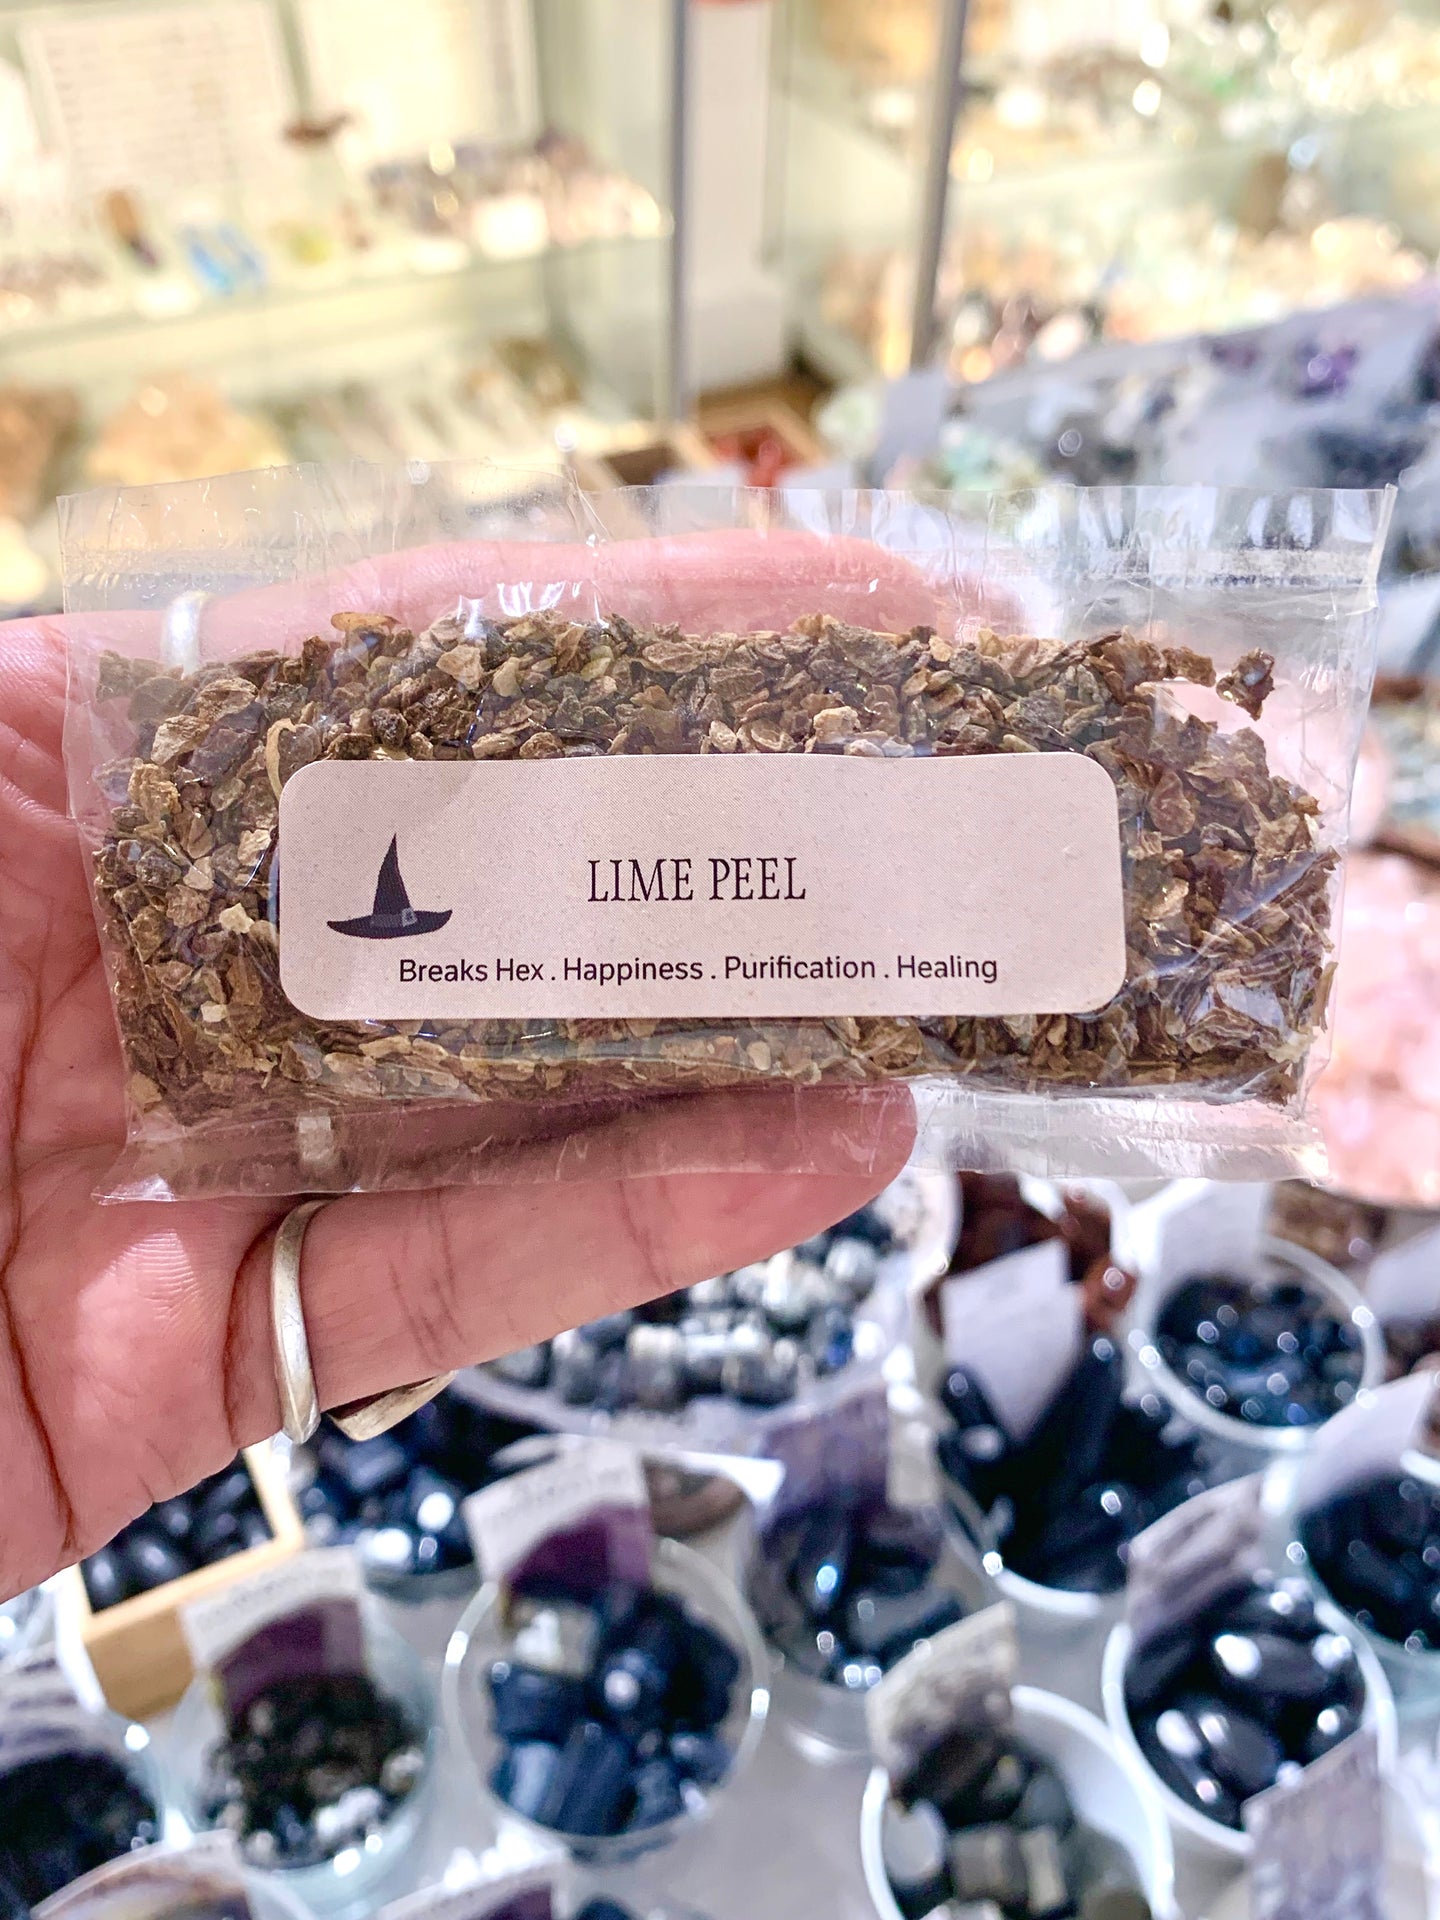 LIME PEEL
Breaks Hex . Happiness . Purification . Healing